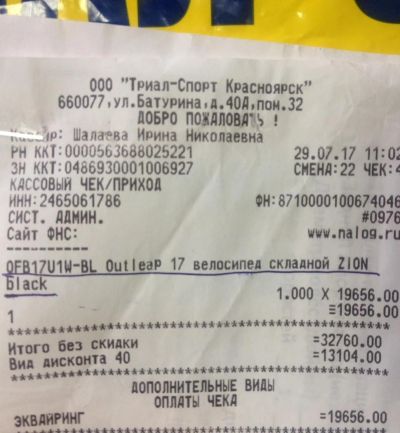 ООО "Триал-Спорт Красноярск"
660077,ул.Батурина,д.40А,пом.32
ДОБРО ПОЖАЛОВАТЬ !
Кассир: Шалаева Ирина Николаевна
РН ККТ:0000563688025221 29.07.17 11:02
ЗН ККТ:0486930001006927 СМЕНА:22 ЧЕК:4
КАССОВЫЙ ЧЕК/ПРИХОД
ИНН:2465061786 ФН:8710000100674046
СИСТ. АДМИН. #0976
Сайт ФНС: www.nalog.ru
----------
OFB17U1W-BL Outleap 17 велосипед складной ZION
black
1.000 X 19656.00
1 ≡19656.00
Итого без скидки =32760.00
Вид дисконта 40 =13104.00
ДОПОЛНИТЕЛЬНЫЕ ВИДЫ
ОПЛАТЫ ЧЕКА
ЭКВАЙРИНГ =19656.00